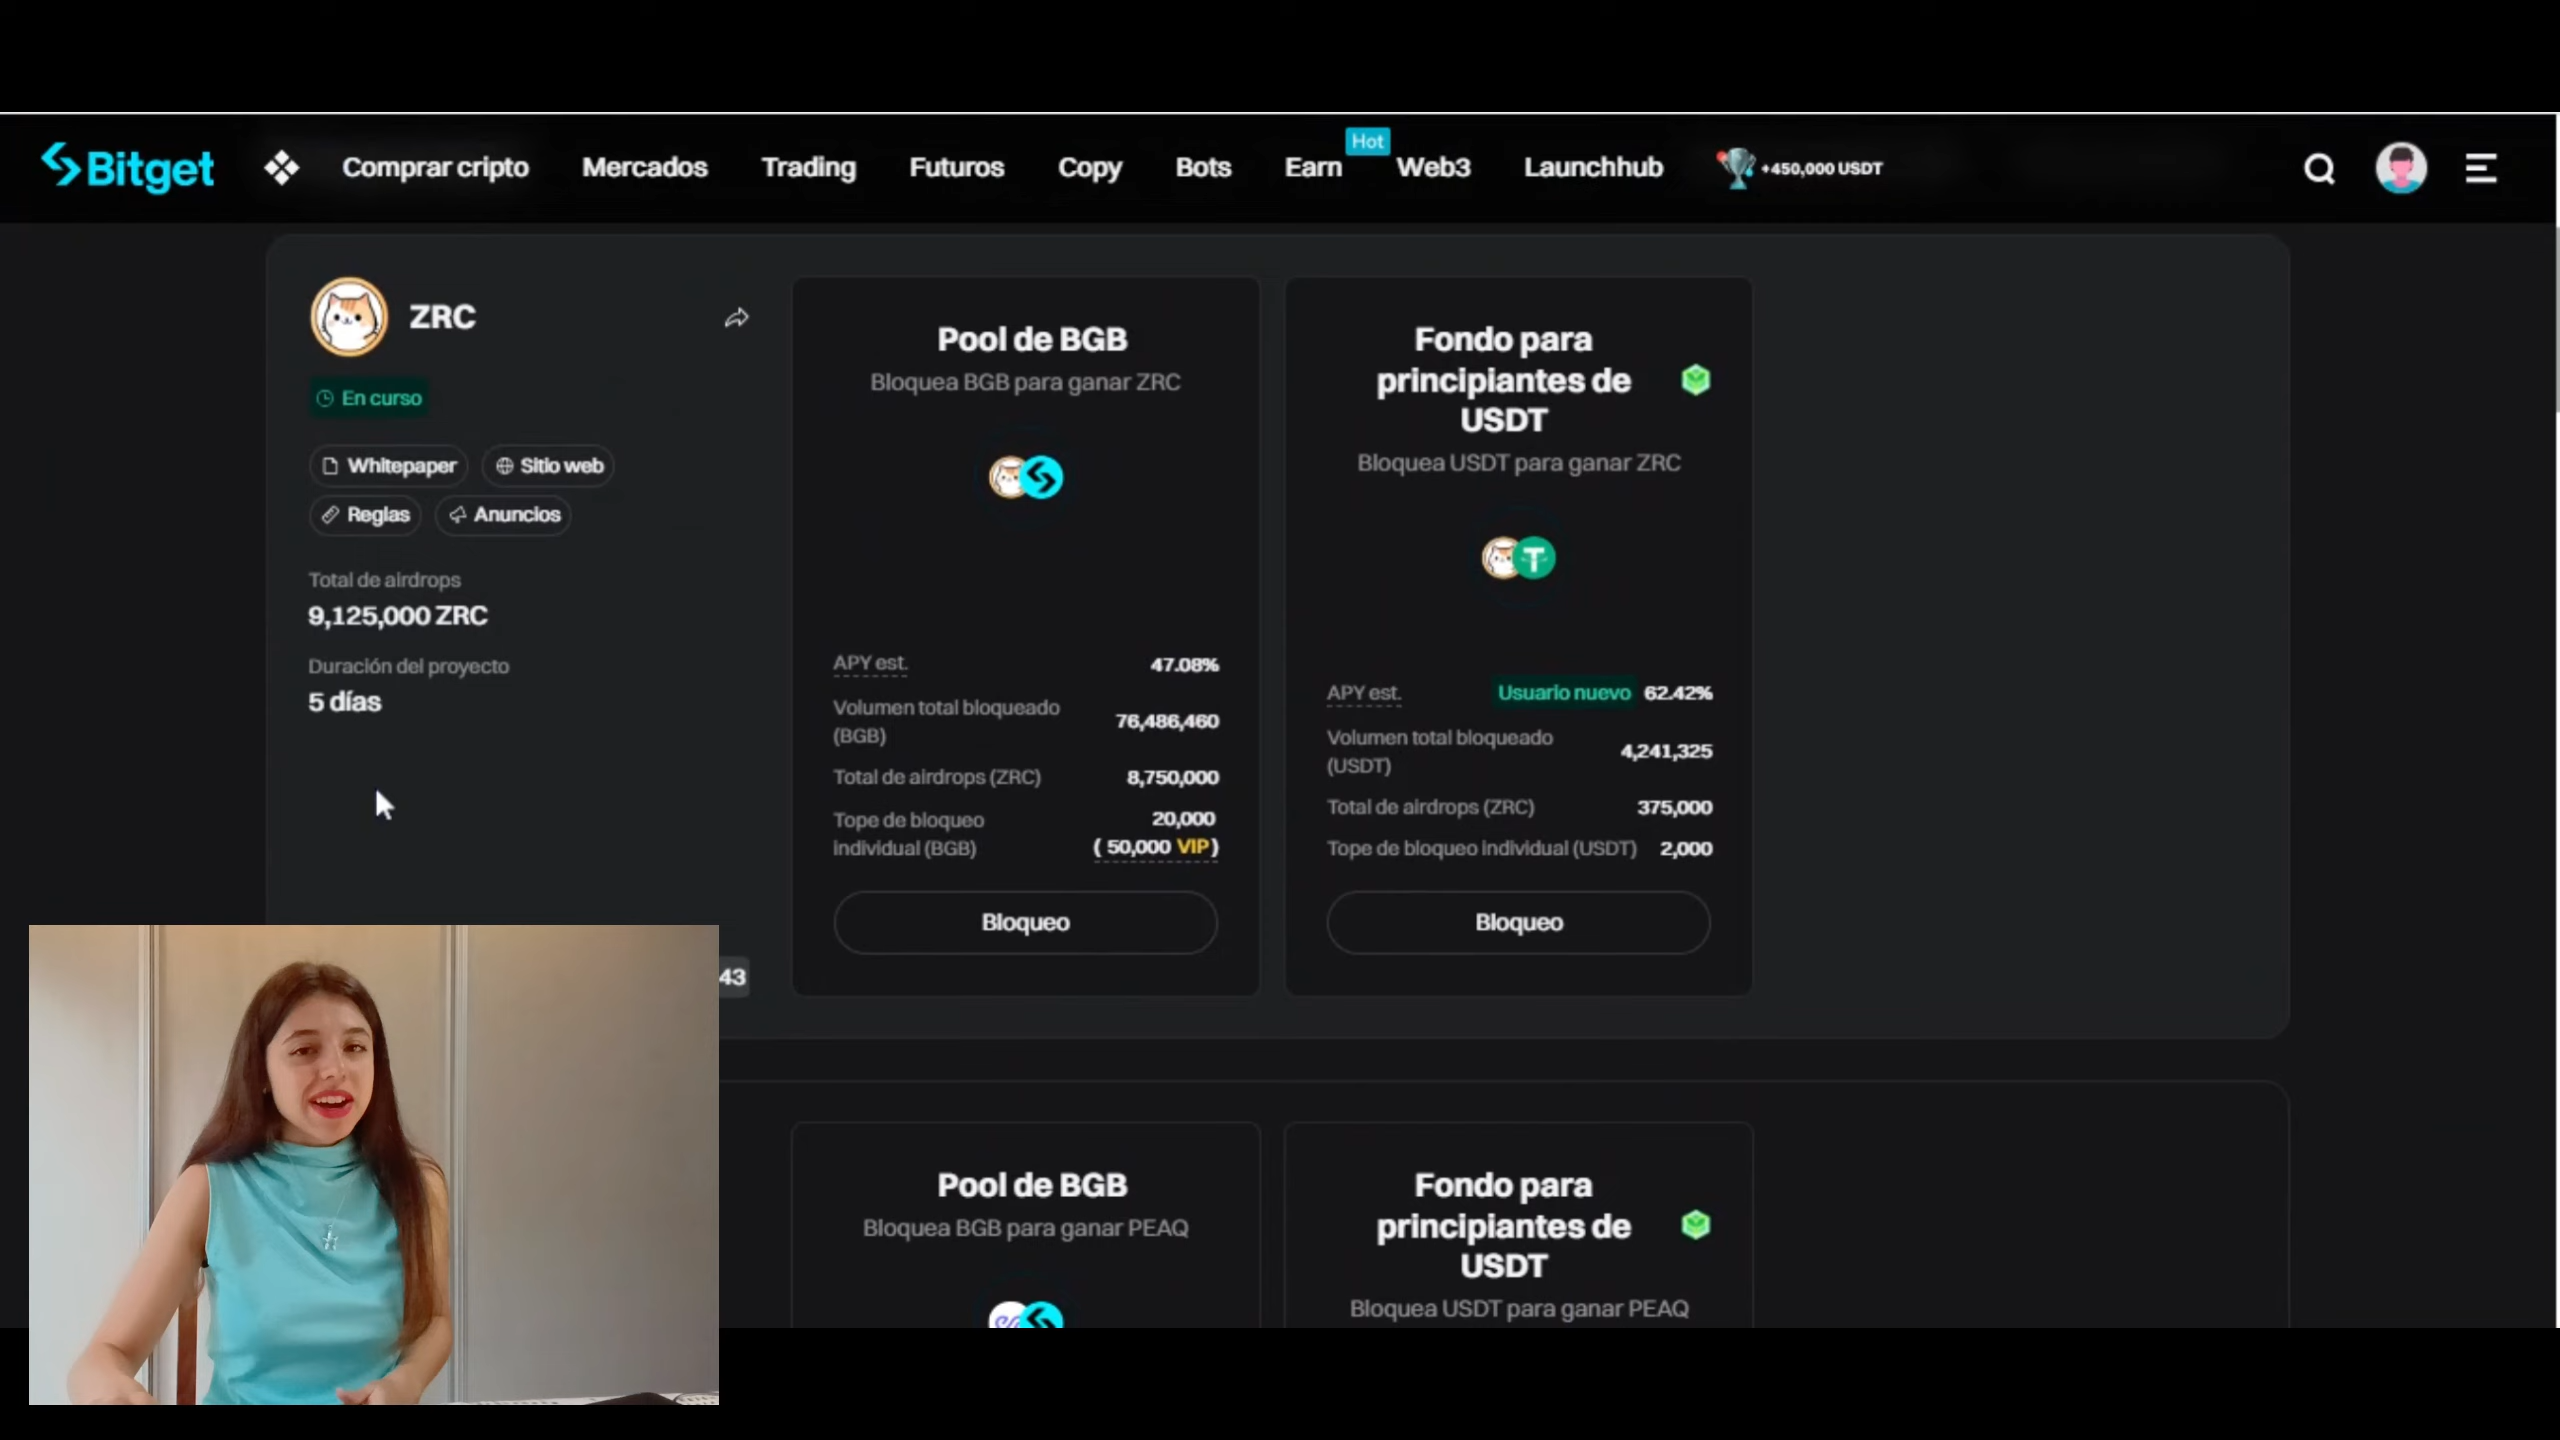 Bitget
Comprar cripto
Mercados
Trading
Futuros
Copy
Bots
Earn
Hot
Web3
Launchhub
+450,000 USDT
ZRC
En curso
Whitepaper
Sitio web
Reglas
Anuncios
Total de airdrops
9,125,000 ZRC
Duración del proyecto
5 días
43
Pool de BGB
Bloquea BGB para ganar ZRC
APY est.
47.08%
Volumen total bloqueado
(BGB)
76,486,460
Total de airdrops (ZRC)
8,750,000
Tope de bloqueo
individual (BGB)
20,000
( 50,000 VIP )
Bloqueo
Fondo para
principiantes de
USDT
Bloquea USDT para ganar ZRC
APY est.
Usuario nuevo 62.42%
Volumen total bloqueado
(USDT)
4,241,325
Total de airdrops (ZRC)
375,000
Tope de bloqueo individual (USDT)
2,000
Bloqueo
Pool de BGB
Bloquea BGB para ganar PEAQ
Fondo para
principiantes de
USDT
Bloquea USDT para ganar PEAQ